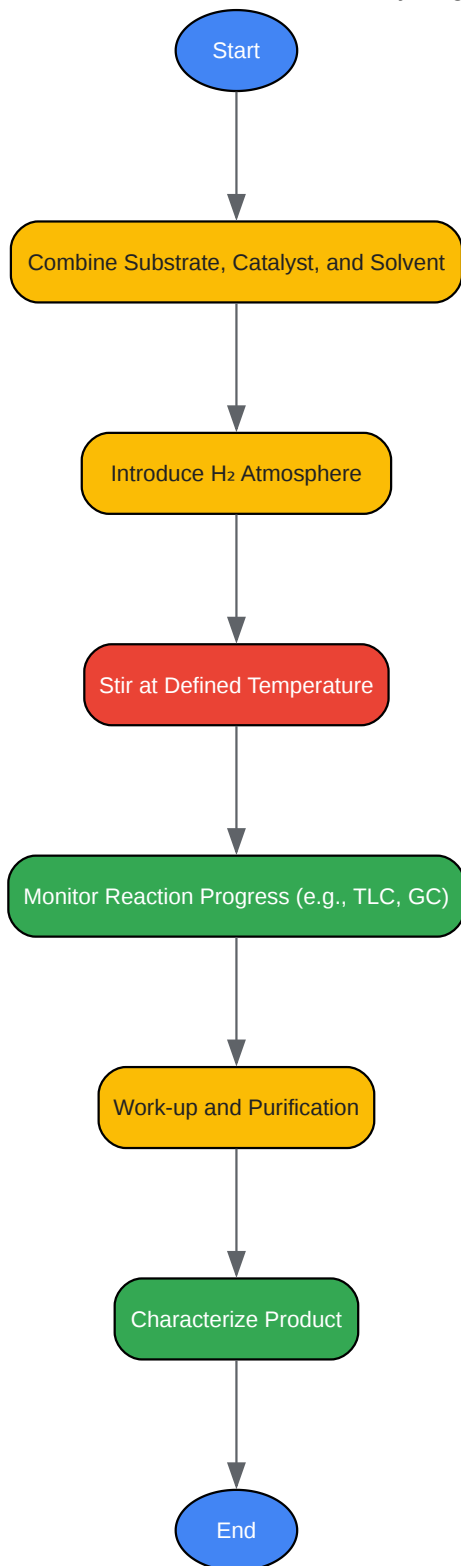 Start
Combine Substrate, Catalyst, and Solvent
Introduce H₂ Atmosphere
Stir at Defined Temperature
Monitor Reaction Progress (e.g., TLC, GC)
Work-up and Purification
Characterize Product
End